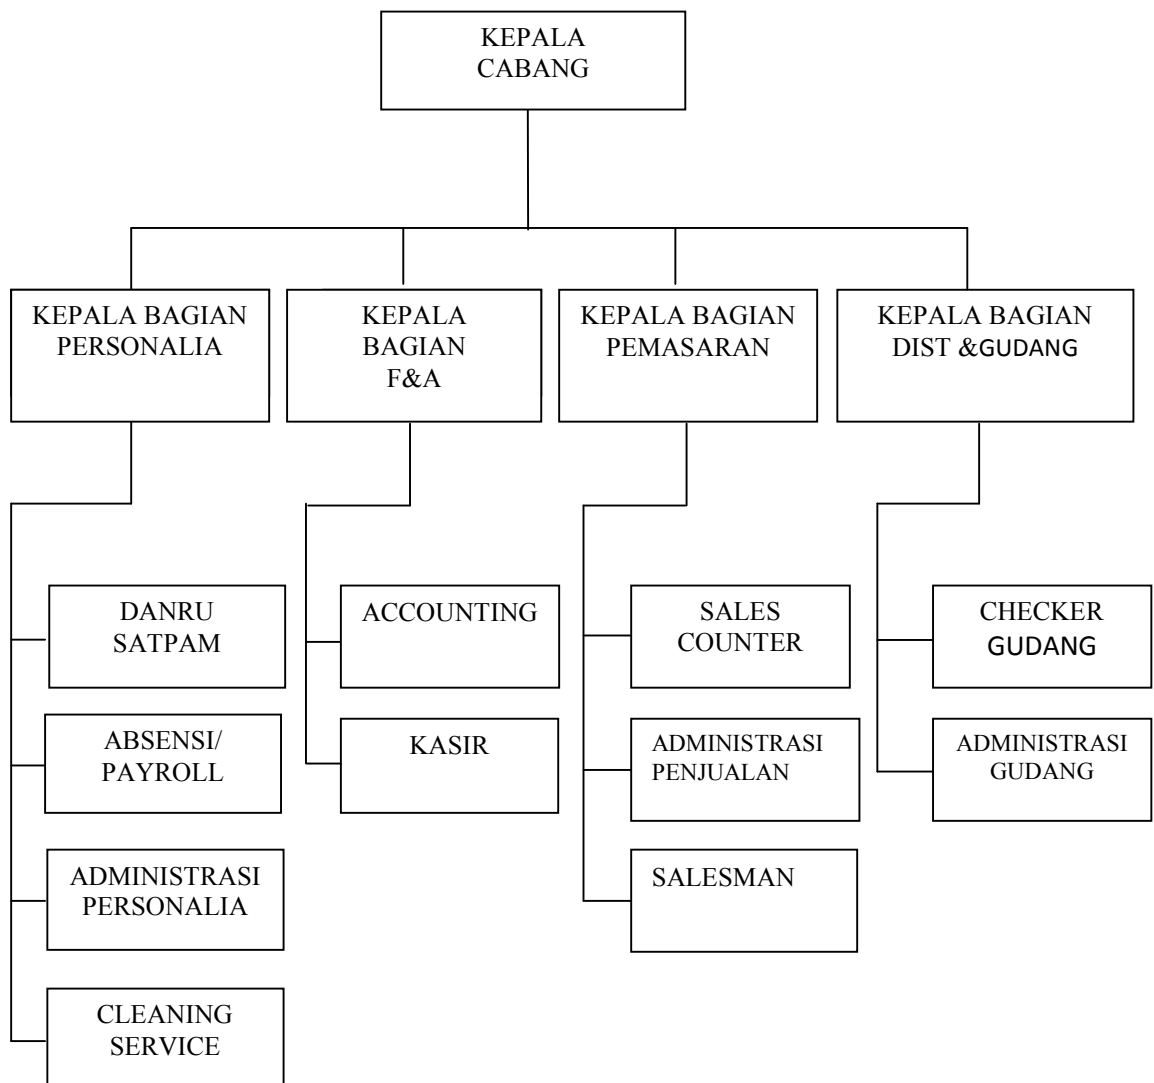 KEPALA
CABANG
KEPALA BAGIAN
PERSONALIA
KEPALA
BAGIAN
F&A
KEPALA BAGIAN
PEMASARAN
KEPALA BAGIAN
DIST &GUDANG
DANRU
SATPAM
ABSENSI/
PAYROLL
ADMINISTRASI
PERSONALIA
CLEANING
SERVICE
ACCOUNTING
KASIR
SALES
COUNTER
ADMINISTRASI
PENJUALAN
SALESMAN
CHECKER
GUDANG
ADMINISTRASI
GUDANG